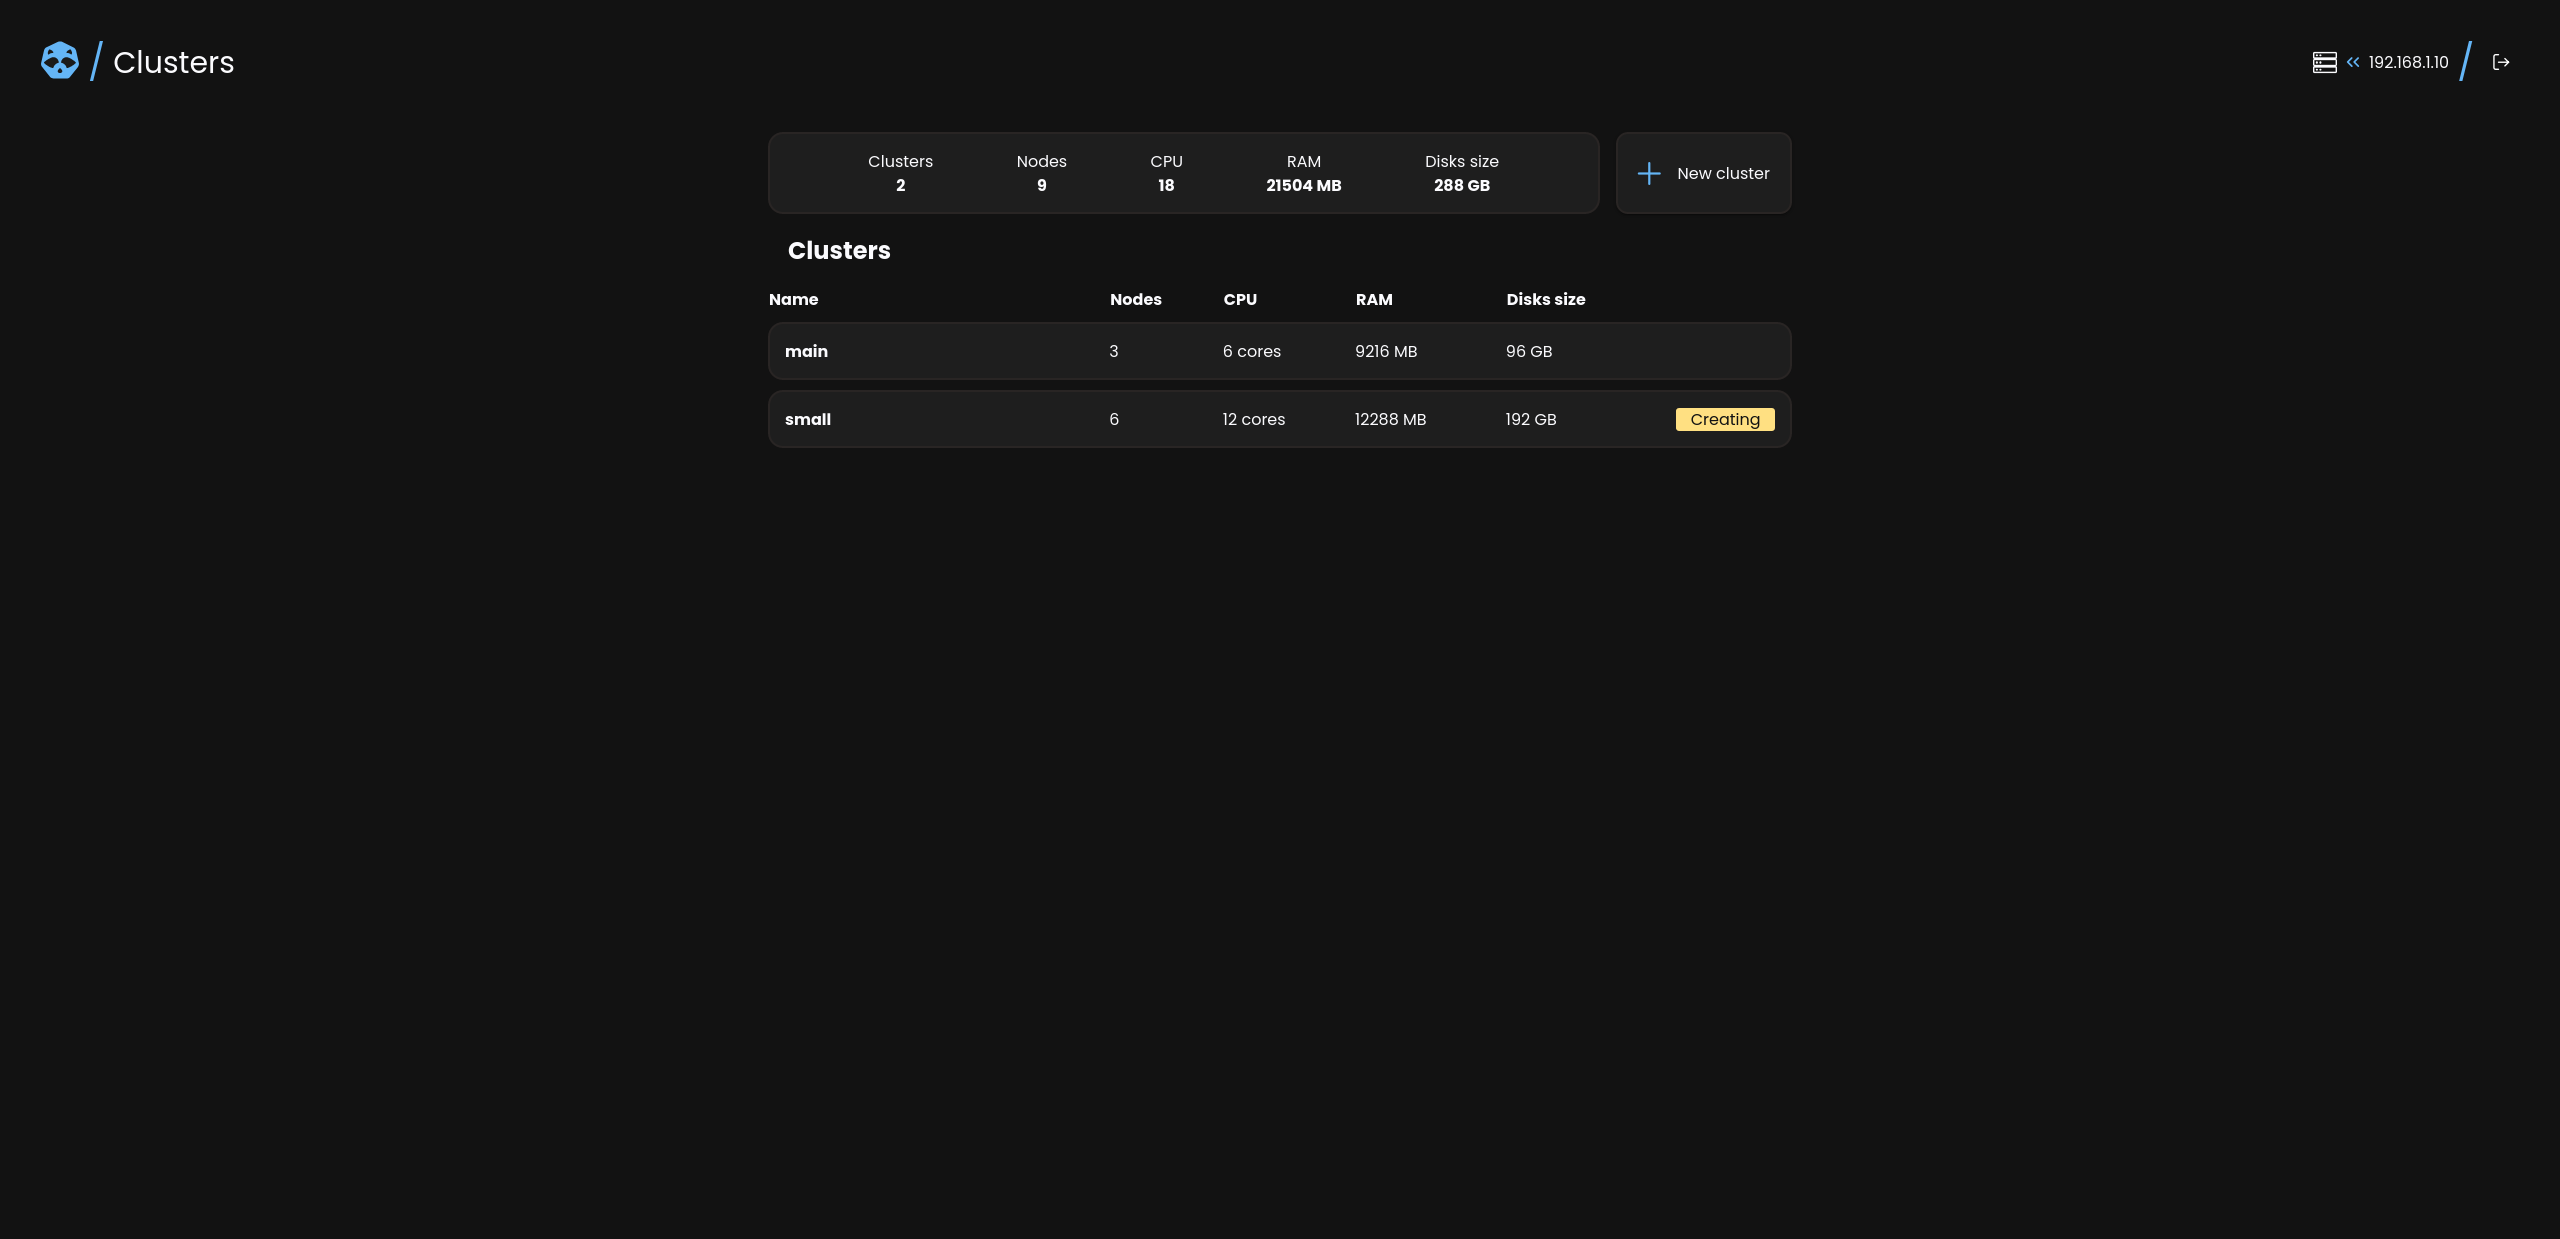 / Clusters
192.168.1.10 /
Clusters Nodes CPU RAM Disks size
2 9 18 21504 MB 288 GB
New cluster
Clusters
Name Nodes CPU RAM Disks size
main 3 6 cores 9216 MB 96 GB
small 6 12 cores 12288 MB 192 GB Creating